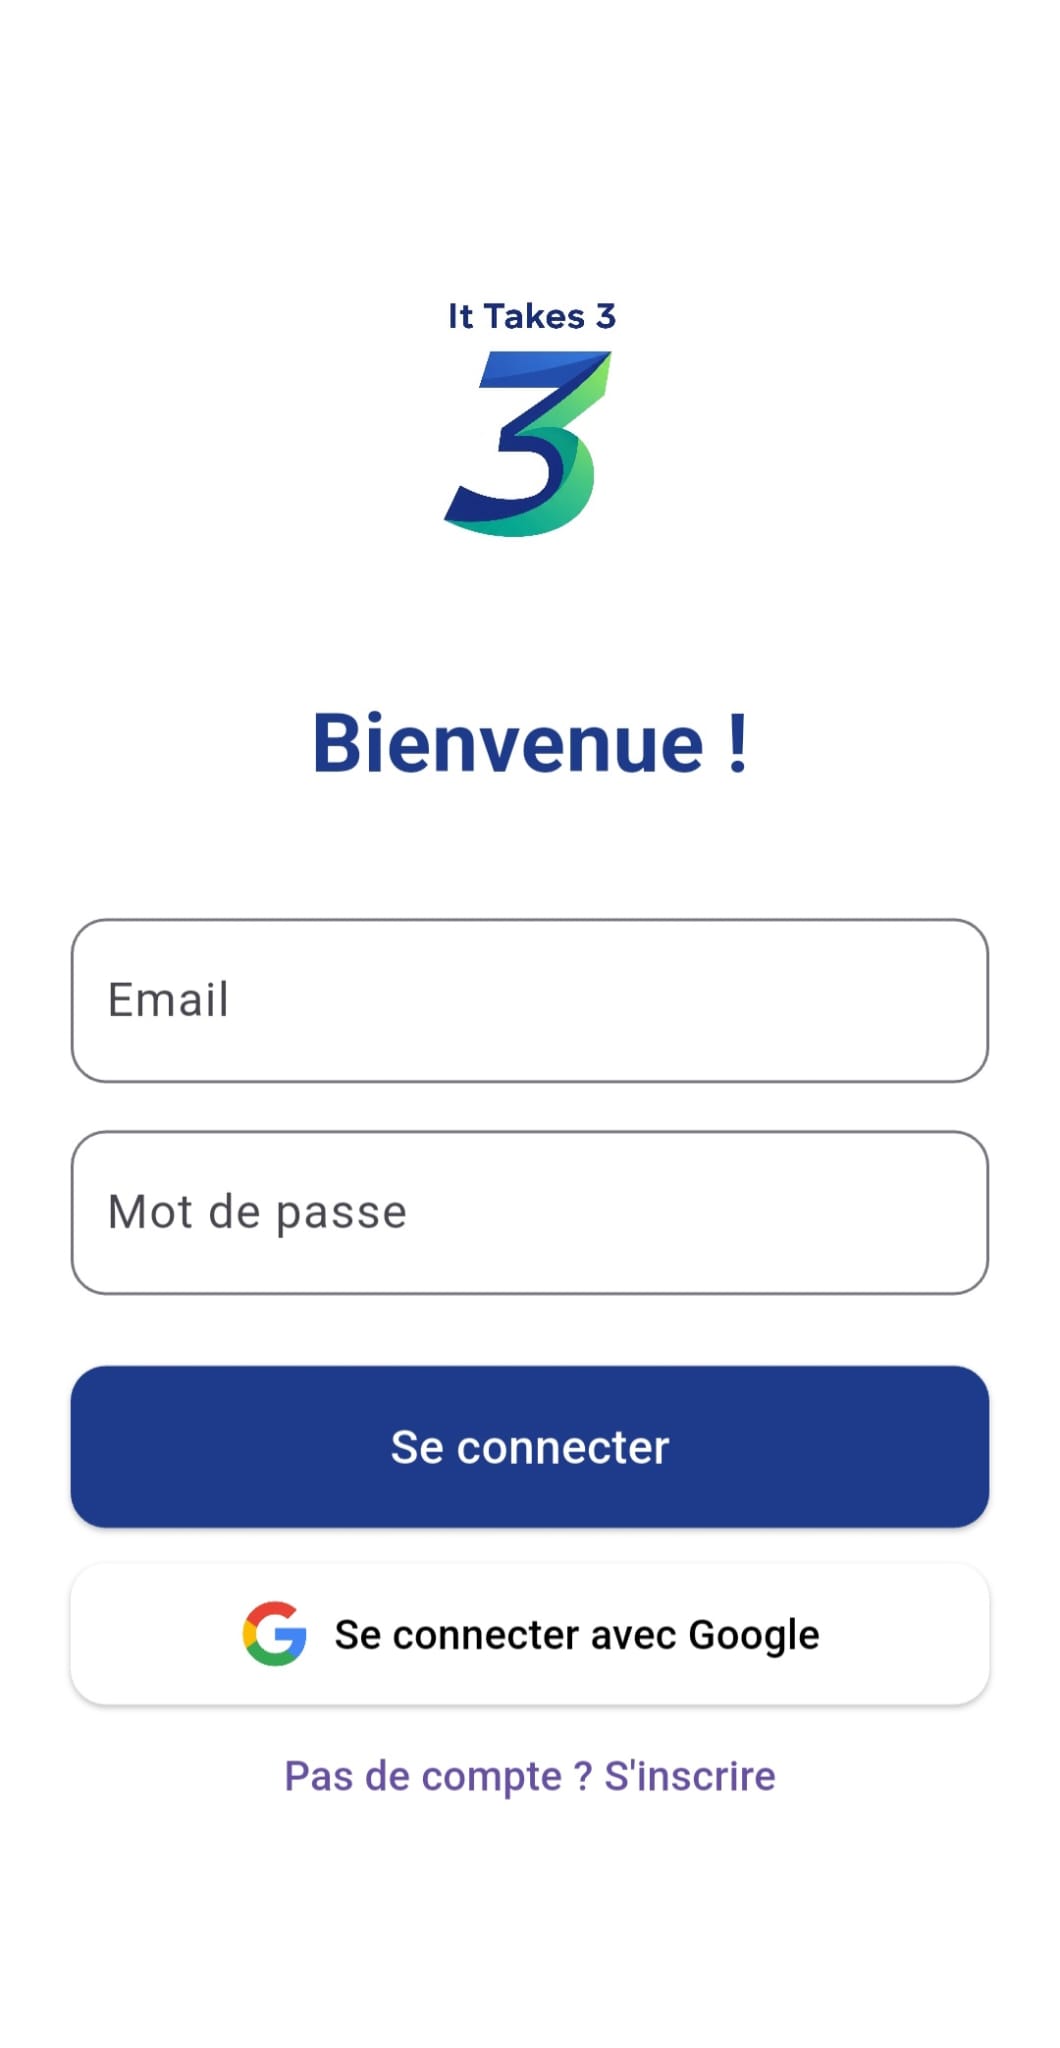 It Takes 3
3
Bienvenue !
Email
Mot de passe
Se connecter
Se connecter avec Google
Pas de compte ? S'inscrire